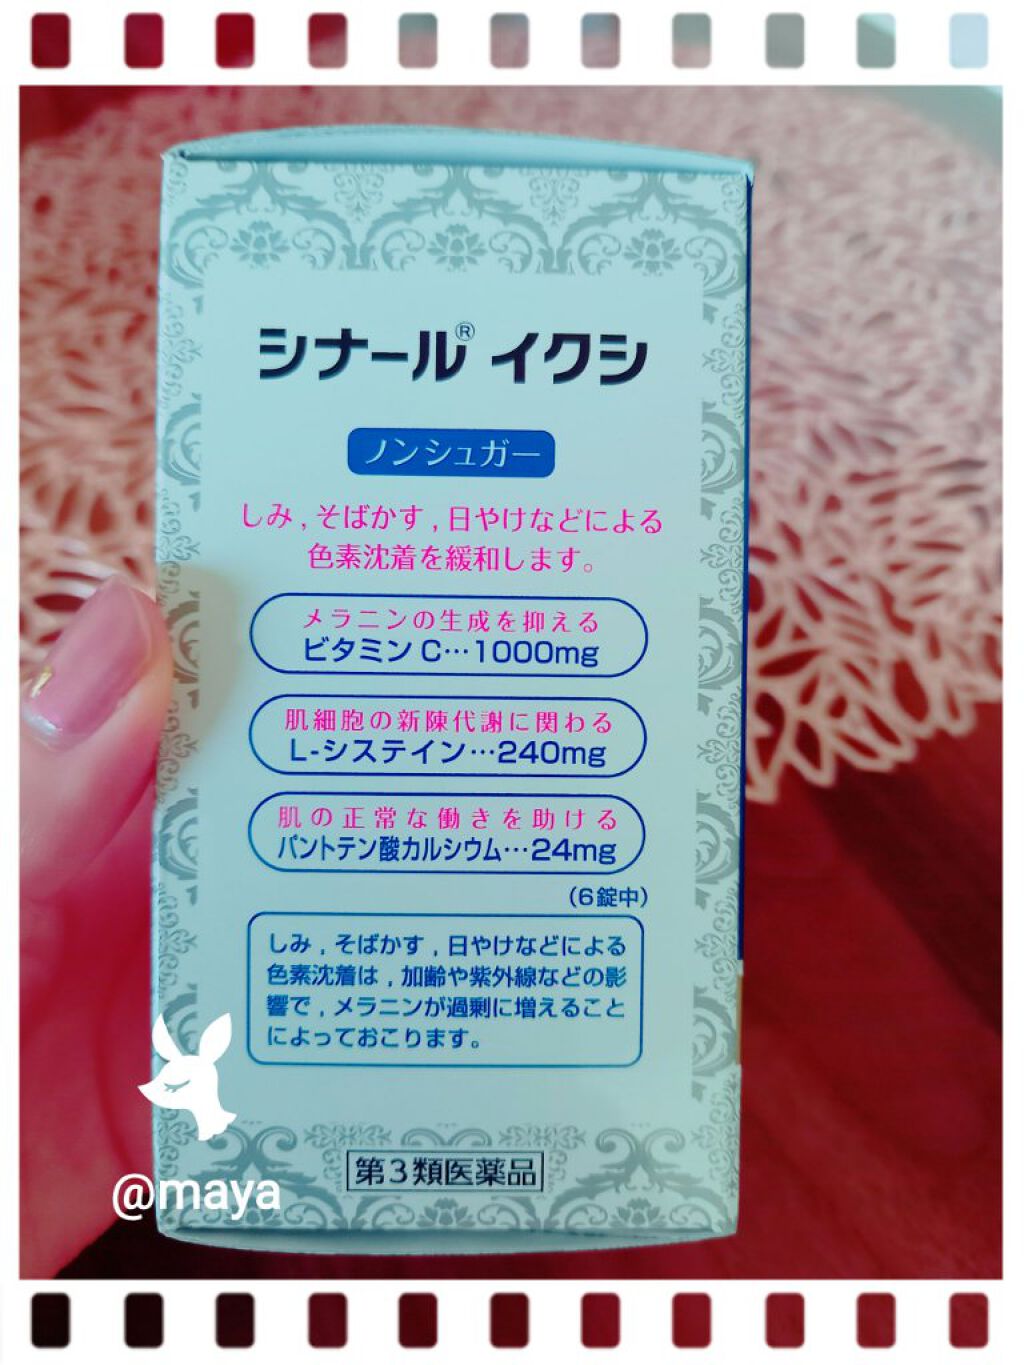 シナール® イクシ
ノンシュガー
しみ,そばかす,日やけなどによる
色素沈着を緩和します。
メラニンの生成を抑える
ビタミンC…1000mg
肌細胞の新陳代謝に関わる
L-システイン…240mg
肌の正常な働きを助ける
パントテン酸カルシウム…24mg
(6錠中)
しみ,そばかす,日やけなどによる
色素沈着は,加齢や紫外線などの影
響で,メラニンが過剰に増えること
によっておこります。
第3類医薬品
@maya